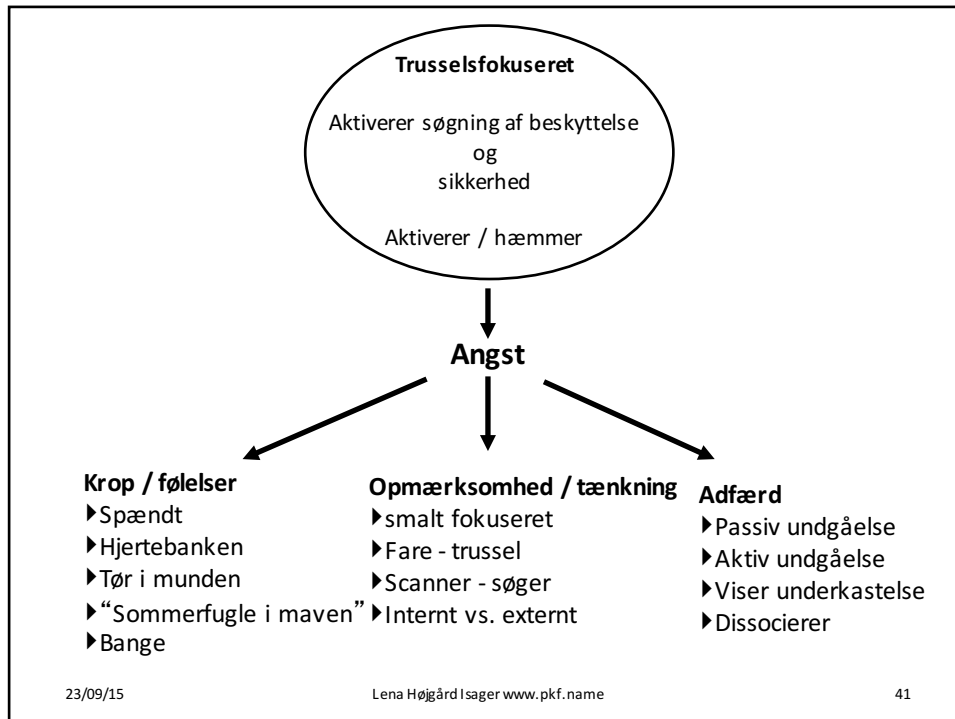 Trusselsfokuseret
Aktiverer søgning af beskyttelse
og
sikkerhed
Aktiverer / hæmmer
Angst
Krop / følelser
▶Spændt
▶Hjertebanken
▶Tør i munden
▶“Sommerfugle i maven”
▶Bange
Opmærksomhed / tænkning
▶smalt fokuseret
▶Fare - trussel
▶Scanner - søger
▶Internt vs. externt
Adfærd
▶Passiv undgåelse
▶Aktiv undgåelse
▶Viser underkastelse
▶Dissocierer
23/09/15
Lena Højgård Isager www.pkf.name
41